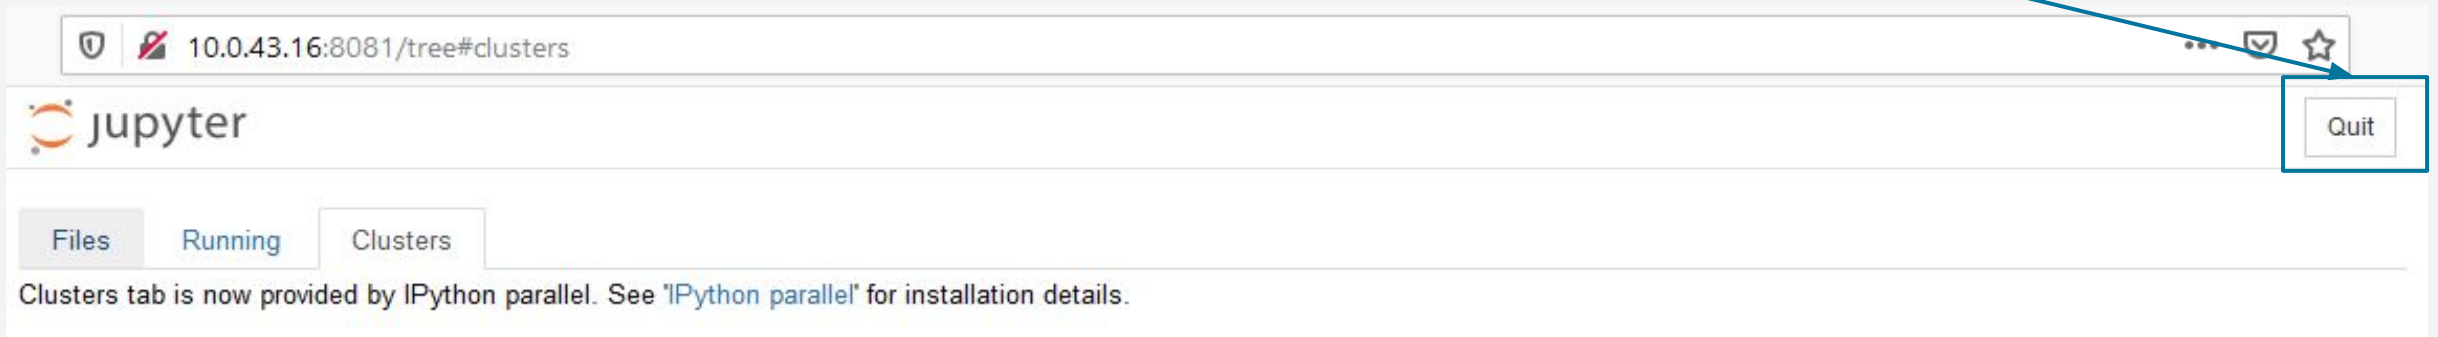 10.0.43.16:8081/tree#clusters
jupyter
Quit
Files Running Clusters
Clusters tab is now provided by IPython parallel. See 'IPython parallel' for installation details.